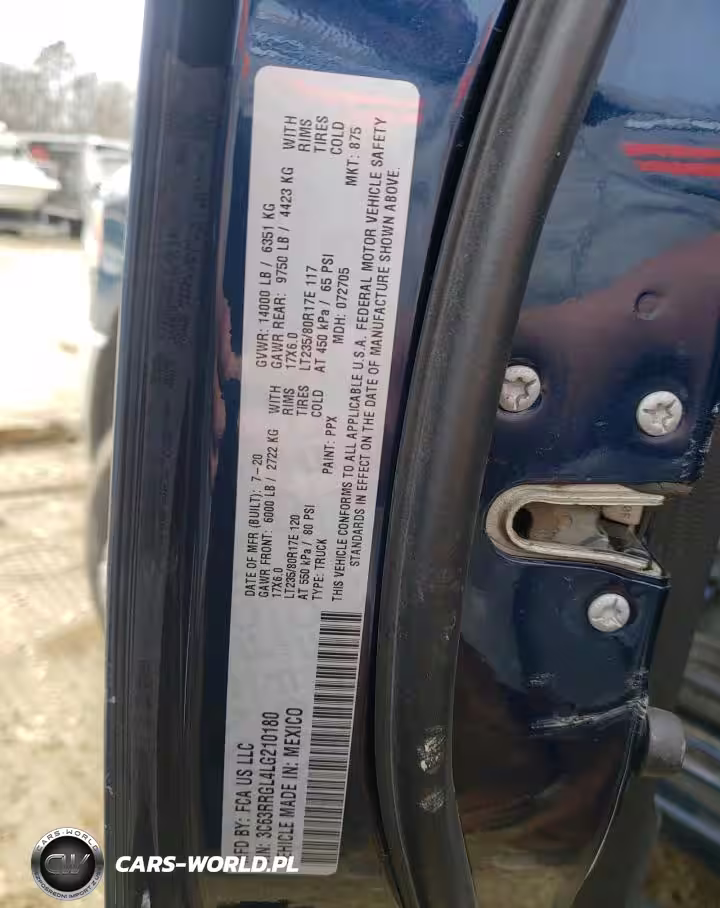 MFD BY: FCA US LLC
3C63RRGL4LG210180
VEHICLE MADE IN: MEXICO
DATE OF MFR (BUILT): 7-20
GAWR FRONT: 6000 LB / 2722 KG WITH
17X6.0 RIMS
LT235/80R17E 120 TIRES
AT 550 kPa / 80 PSI COLD
TYPE: TRUCK PAINT: PPX
GVWR: 14000 LB / 6351 KG
GAWR REAR: 9750 LB / 4423 KG WITH
17X6.0 RIMS
LT235/80R17E 117 TIRES
AT 450 kPa / 65 PSI COLD
MDH: 072705 MKT: 875
THIS VEHICLE CONFORMS TO ALL APPLICABLE U.S.A. FEDERAL MOTOR VEHICLE SAFETY
STANDARDS IN EFFECT ON THE DATE OF MANUFACTURE SHOWN ABOVE.
CARS-WORLD
CW
CARS-WORLD.PL